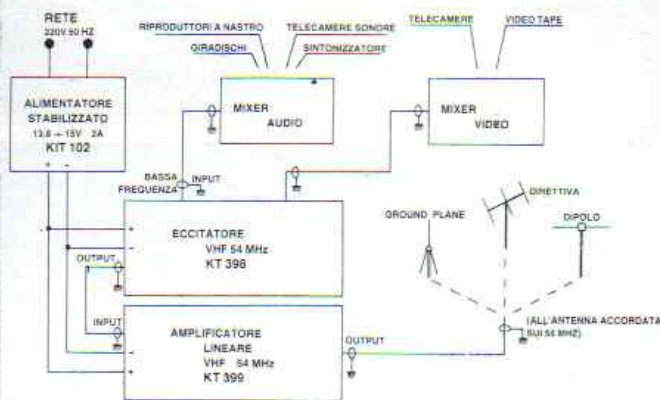 RETE
220V. 50 HZ
RIPRODUTTORI A NASTRO
TELECAMERE SONORE
GIRADISCHI
SINTONIZZATORE
TELECAMERE
VIDEO TAPE
ALIMENTATORE
STABILIZZATO
13,8 ÷ 15V 2A
KIT 102
+ -
MIXER
AUDIO
MIXER
VIDEO
BASSA
FREQUENZA
INPUT
ECCITATORE
VHF 54 MHz
KT 398
+
-
OUTPUT
INPUT
AMPLIFICATORE
LINEARE
VHF 54 MHz
KT 399
-
+
OUTPUT
GROUND PLANE
DIRETTIVA
DIPOLO
(ALL'ANTENNA ACCORDATA
SUI 54 MHZ)